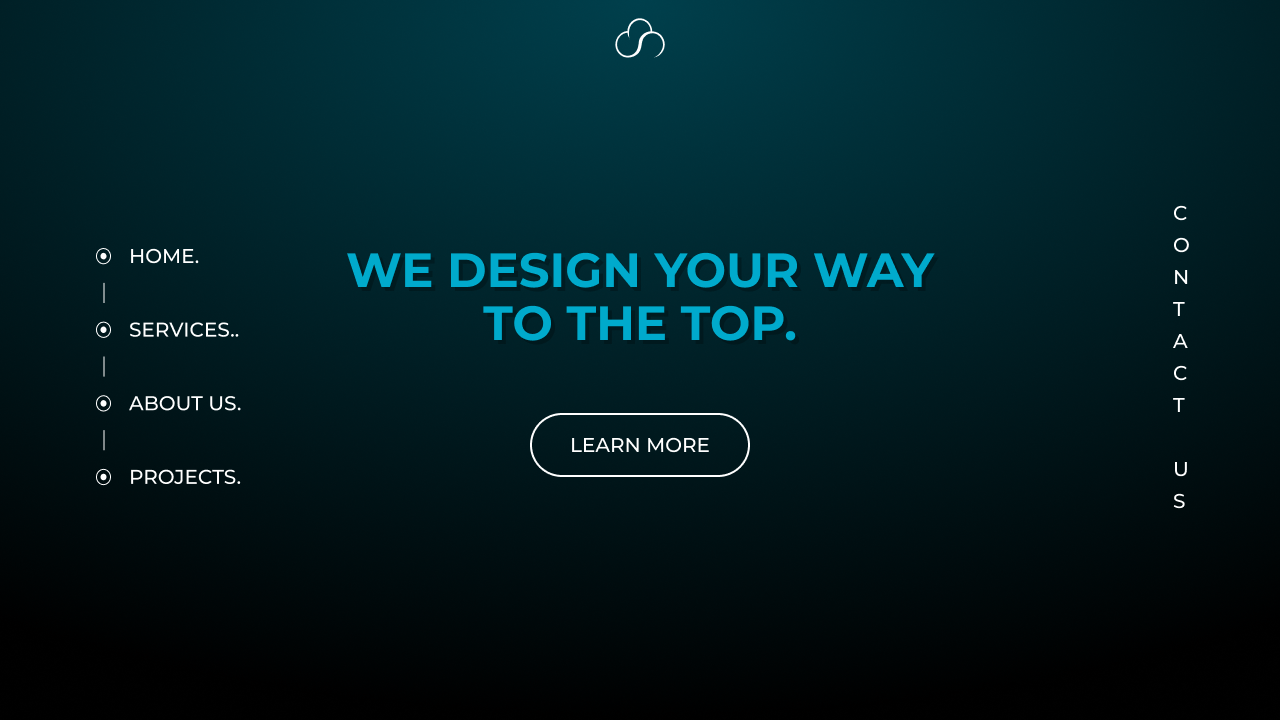 HOME.
SERVICES..
ABOUT US.
PROJECTS.
WE DESIGN YOUR WAY
TO THE TOP.
LEARN MORE
CONTACT US